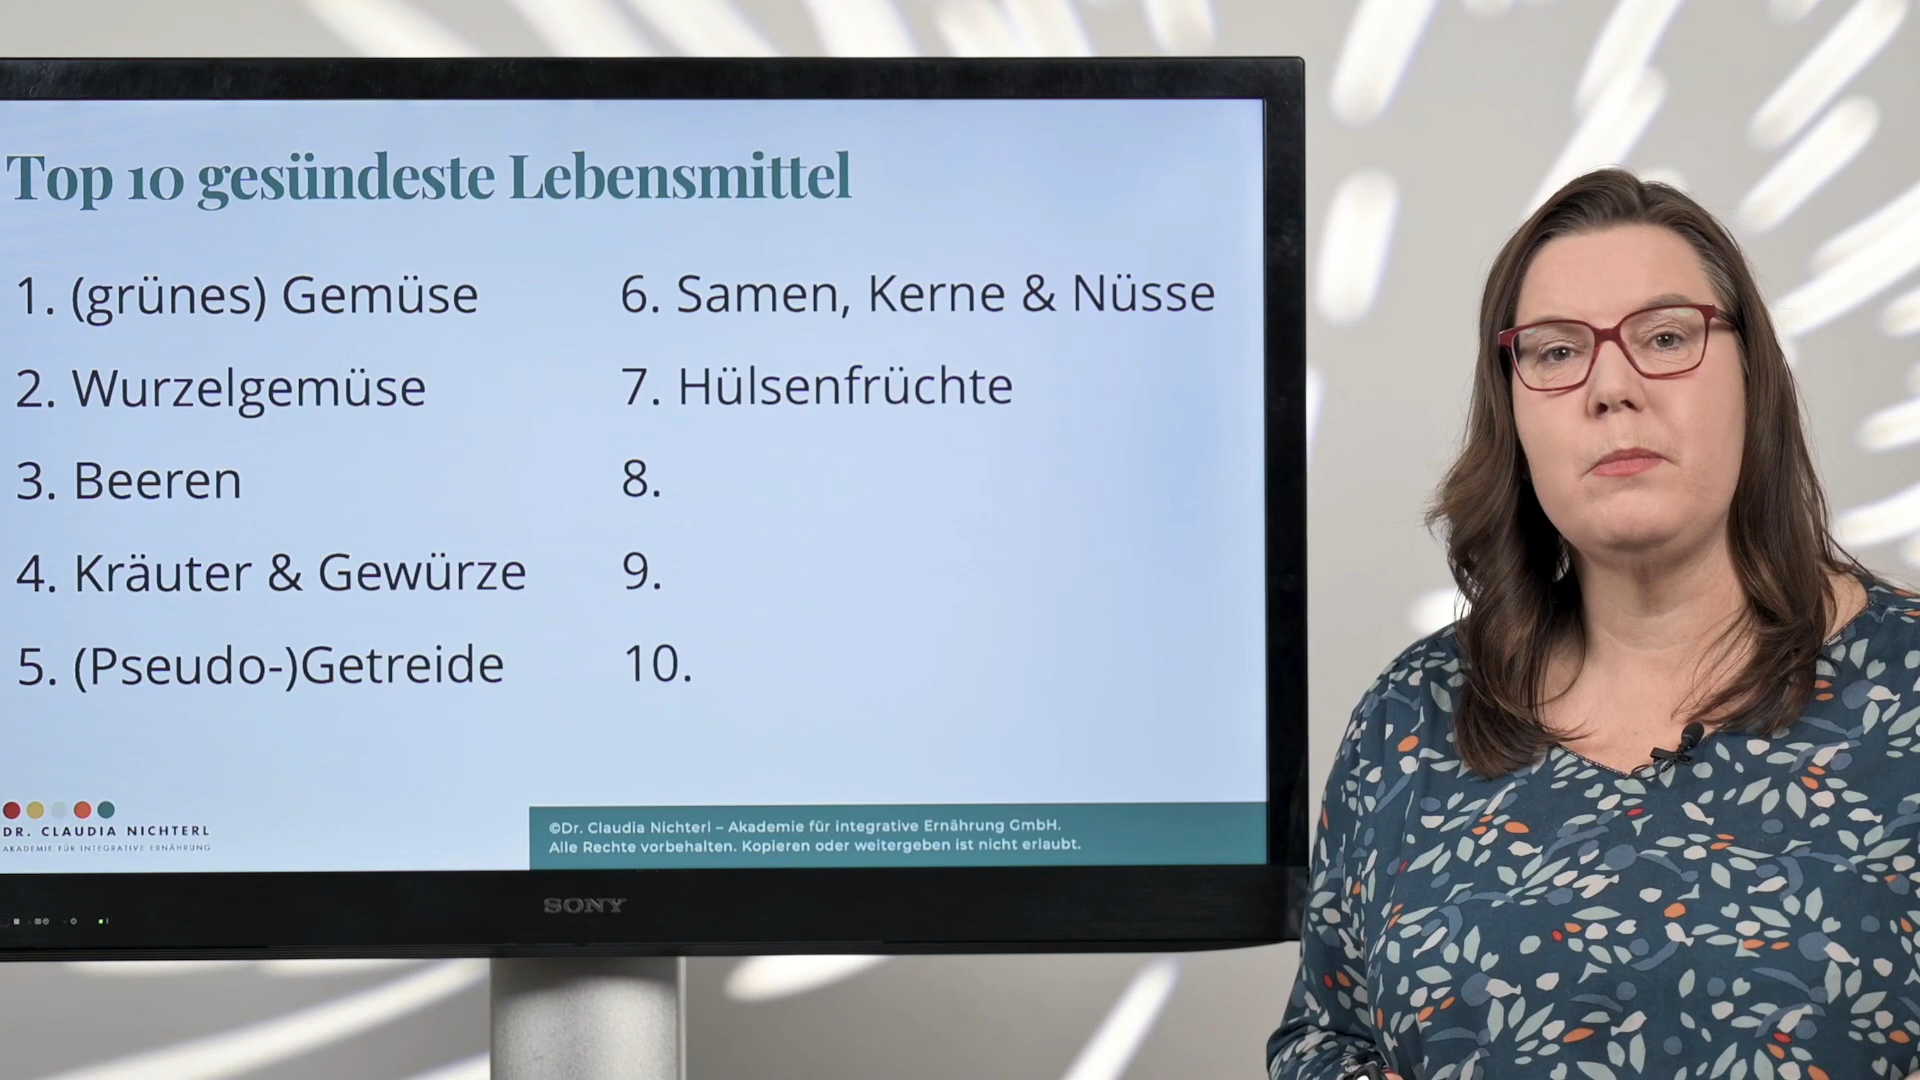 Top 10 gesündeste Lebensmittel
1. (grünes) Gemüse
2. Wurzelgemüse
3. Beeren
4. Kräuter & Gewürze
5. (Pseudo-)Getreide
6. Samen, Kerne & Nüsse
7. Hülsenfrüchte
8.
9.
10.
DR. CLAUDIA NICHTERL
AKADEMIE FÜR INTEGRATIVE ERNÄHRUNG
©Dr. Claudia Nichterl – Akademie für integrative Ernährung GmbH.
Alle Rechte vorbehalten. Kopieren oder weitergeben ist nicht erlaubt.
SONY